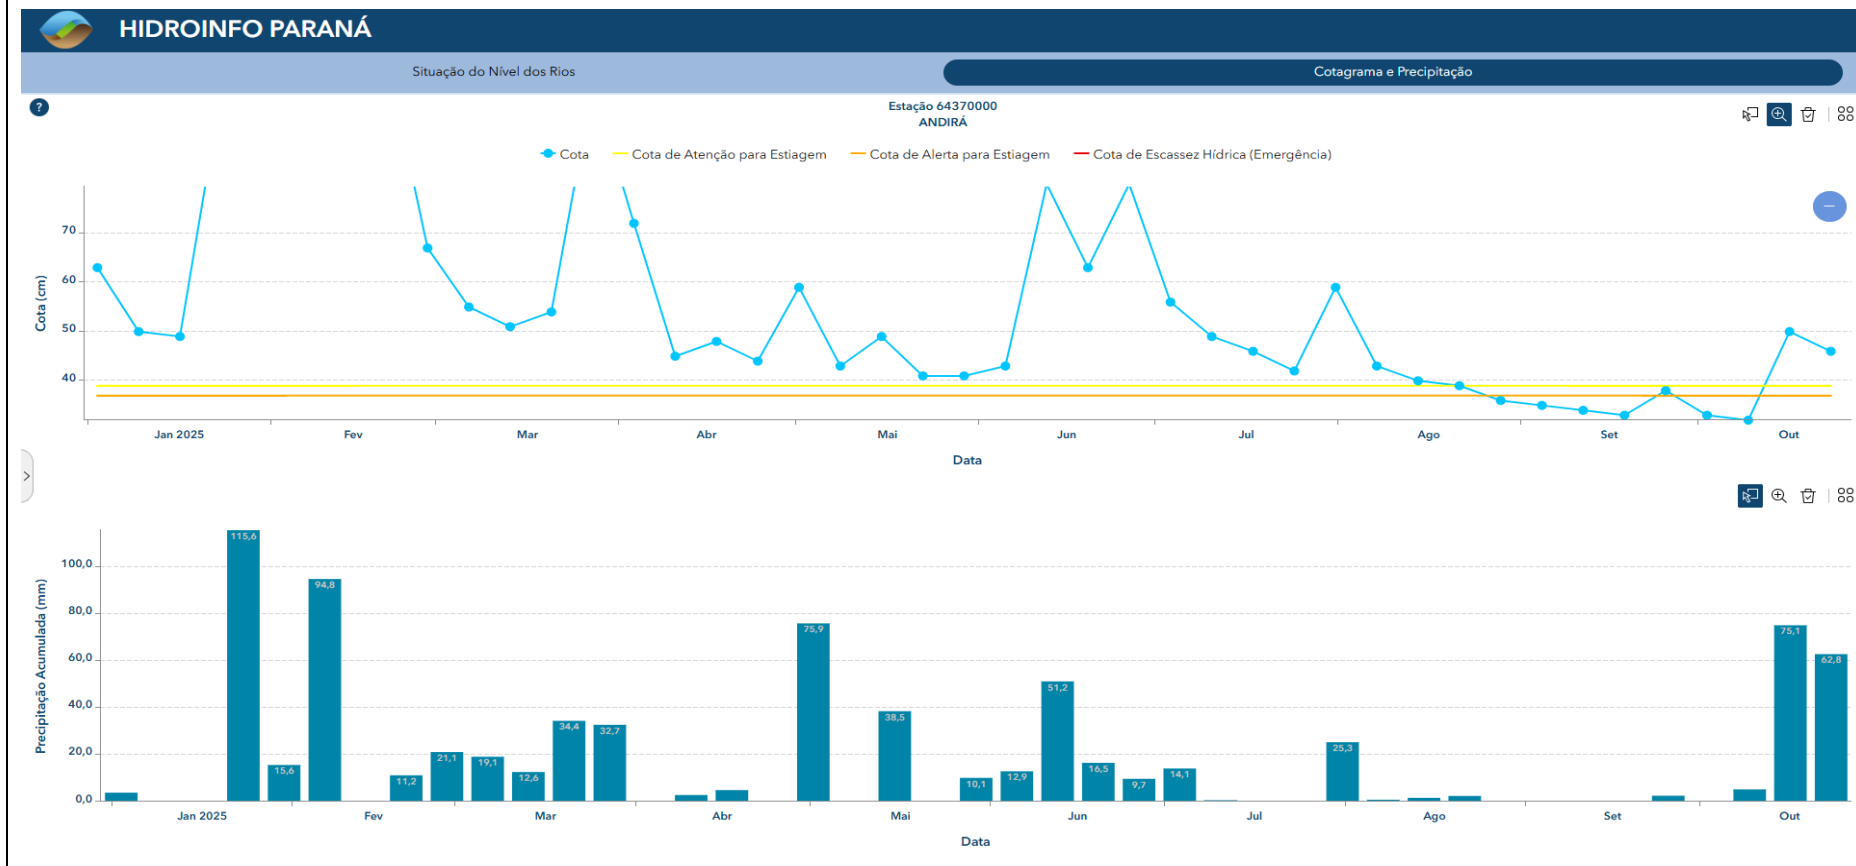 HIDROINFO PARANÁ
Situação do Nível dos Rios
Cotagrama e Precipitação
?
Estação 64370000
ANDIRÁ
Cota
Cota de Atenção para Estiagem
Cota de Alerta para Estiagem
Cota de Escassez Hídrica (Emergência)
Cota (cm)
70
60
50
40
Jan 2025 Fev Mar Abr Mai Jun Jul Ago Set Out
Data
Precipitação Acumulada (mm)
100,0
80,0
60,0
40,0
20,0
0,0
115,6 15,6 94,8 11,2 21,1 19,1 12,6 34,4 32,7 75,9 38,5 10,1 12,9 51,2 16,5 9,7 14,1 25,3 75,1 62,8
Jan 2025 Fev Mar Abr Mai Jun Jul Ago Set Out
Data